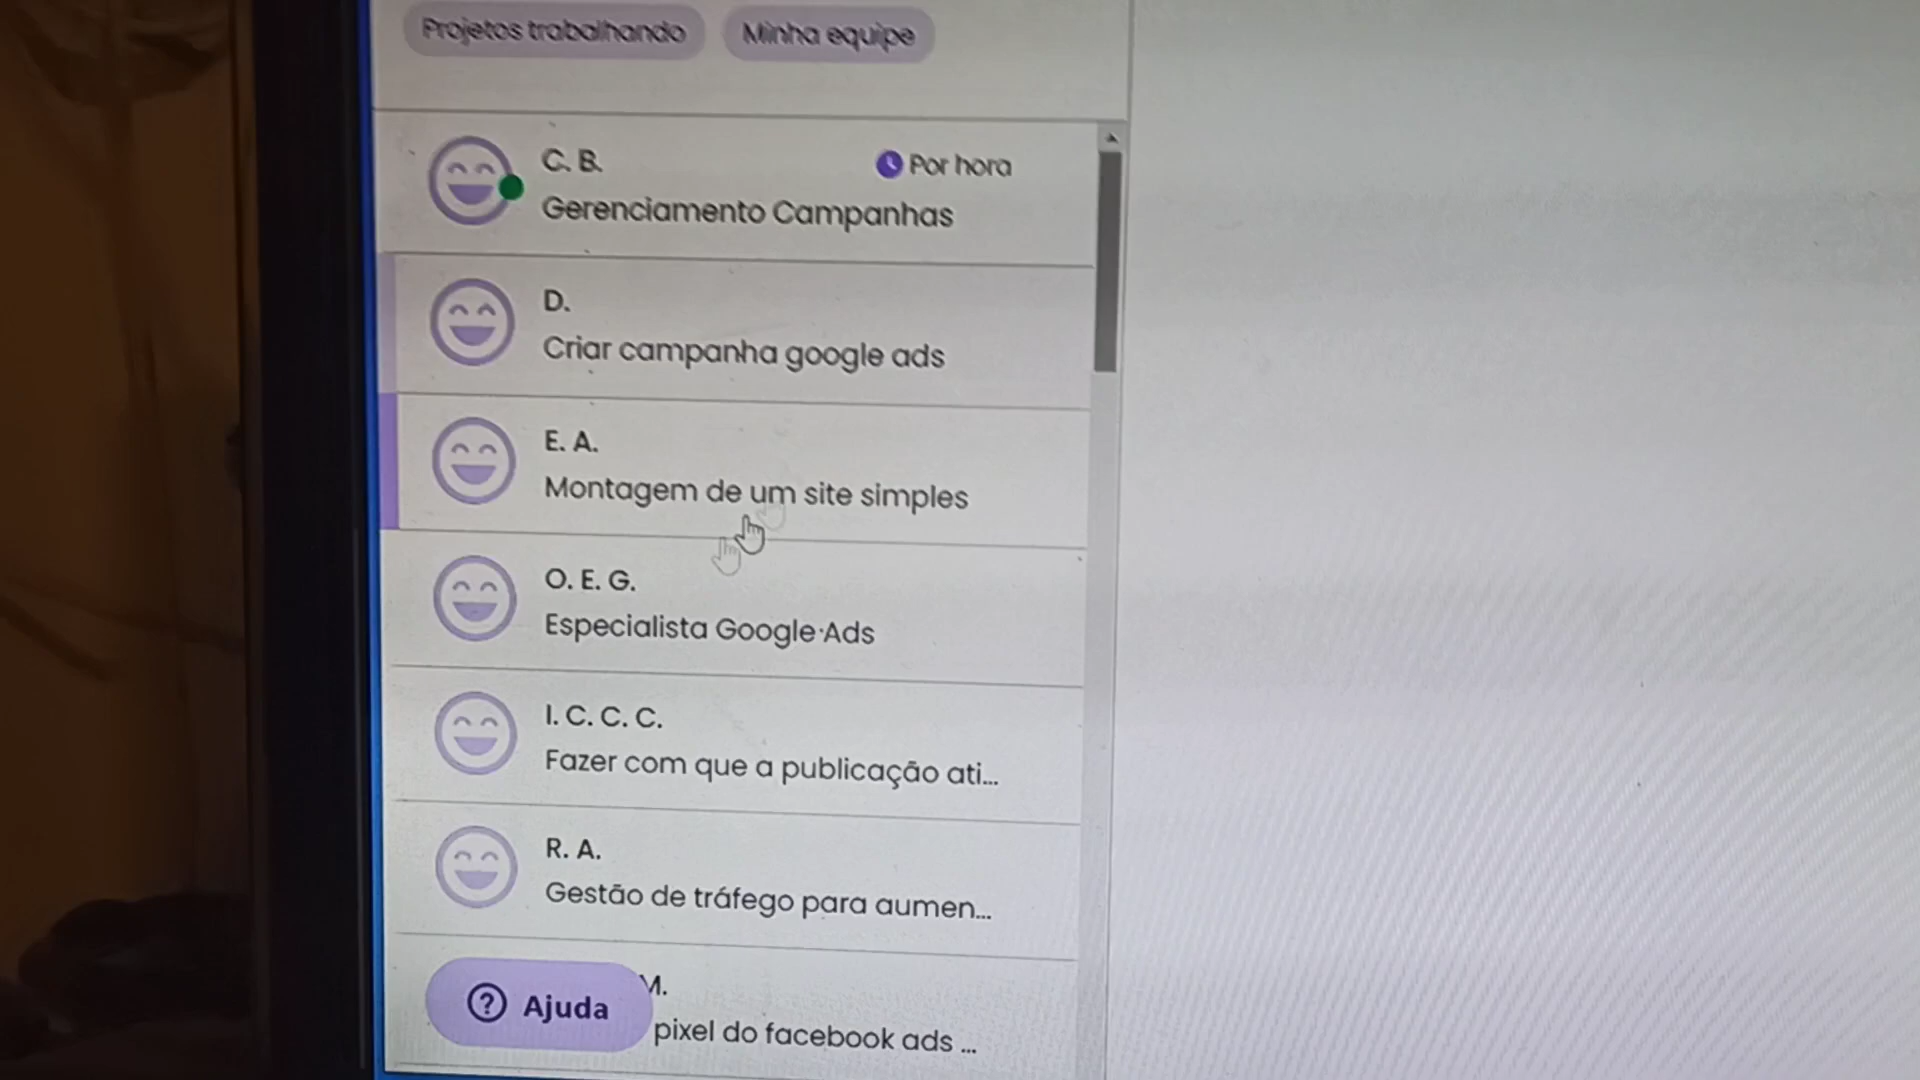 Projetos trabalhando
Minha equipe
C. B.
Por hora
Gerenciamento Campanhas
D.
Criar campanha google ads
E. A.
Montagem de um site simples
O. E. G.
Especialista Google Ads
I. C. C. C.
Fazer com que a publicação ati...
R. A.
Gestão de tráfego para aumen...
M.
pixel do facebook ads ...
? Ajuda